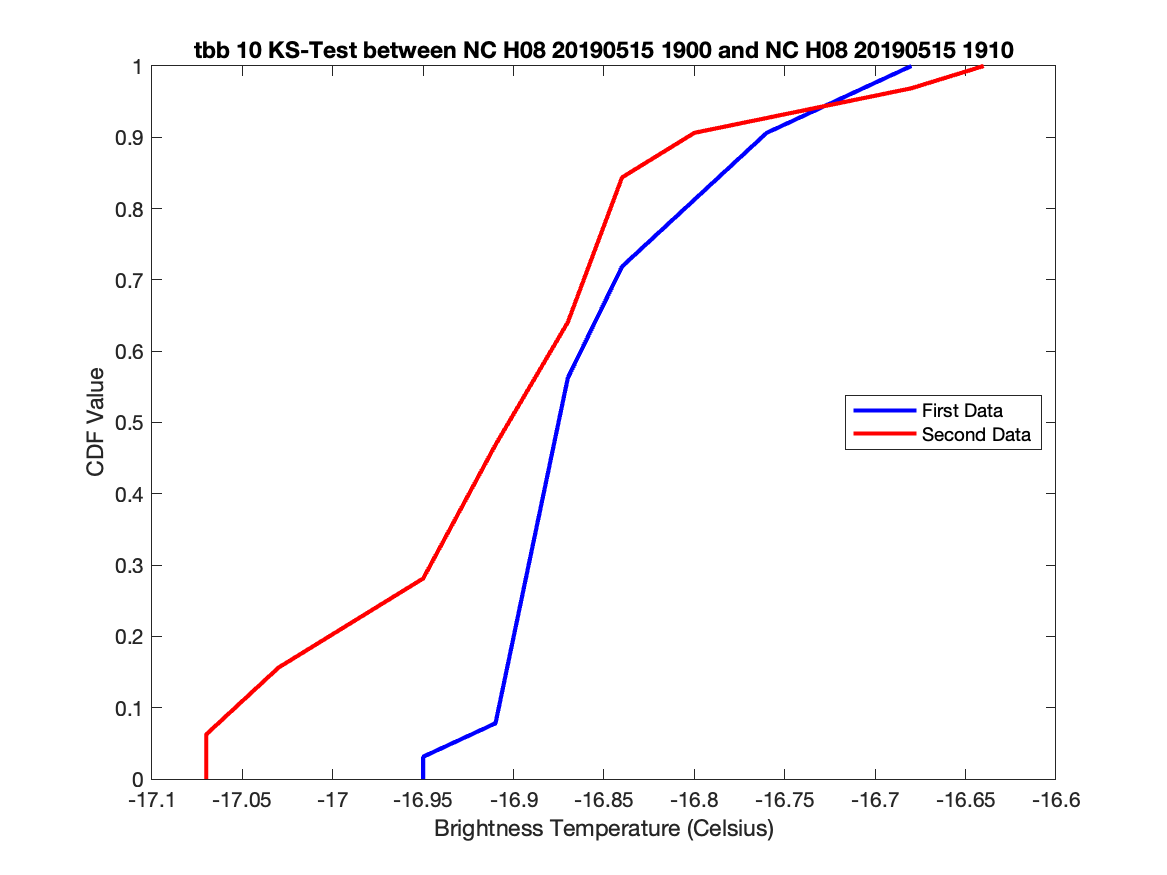 tbb 10 KS-Test between NC H08 20190515 1900 and NC H08 20190515 1910
1
0.9
0.8
0.7
0.6
0.5
0.4
0.3
0.2
0.1
0
CDF Value
First Data
Second Data
-17.1 -17.05 -17 -16.95 -16.9 -16.85 -16.8 -16.75 -16.7 -16.65 -16.6
Brightness Temperature (Celsius)